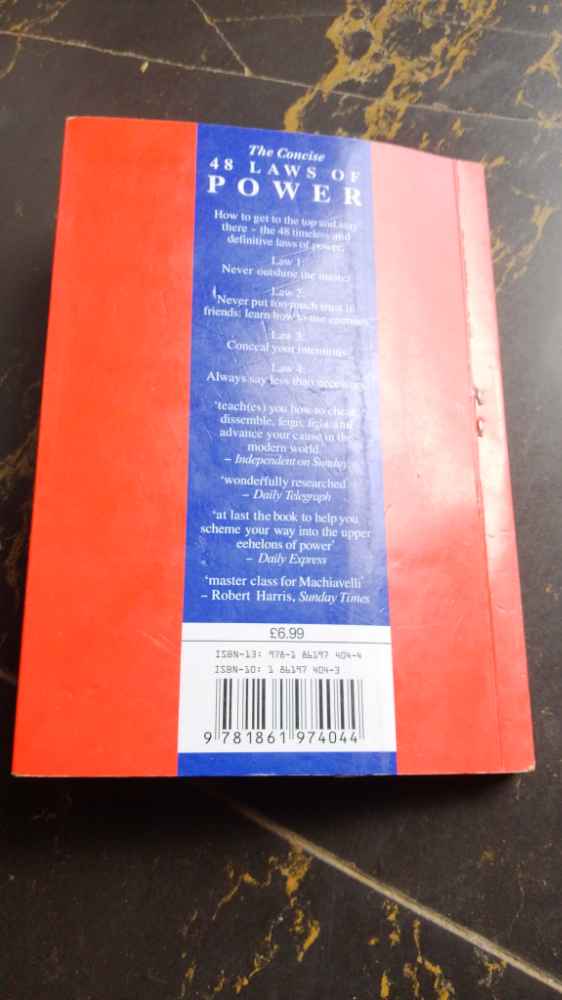 The Concise
48 LAWS OF
POWER
How to get to the top and stay
there – the 48 timeless and
definitive laws of power.
Law 1:
Never outshine the master
Law 2:
Never put too much trust in
friends; learn how to use enemies
Law 3:
Conceal your intentions
Law 4:
Always say less than necessary
‘teach(es) you how to cheat,
dissemble, feign, fight and
advance your cause in the
modern world’
– Independent on Sunday
‘wonderfully researched
– Daily Telegraph
‘at last the book to help you
scheme your way into the upper
eehelons of power’
– Daily Express
‘master class for Machiavelli’
– Robert Harris, Sunday Times
£6.99
ISBN-13: 978-1 86197 404-4
ISBN-10: 1 86197 404-3
9 781861 974044